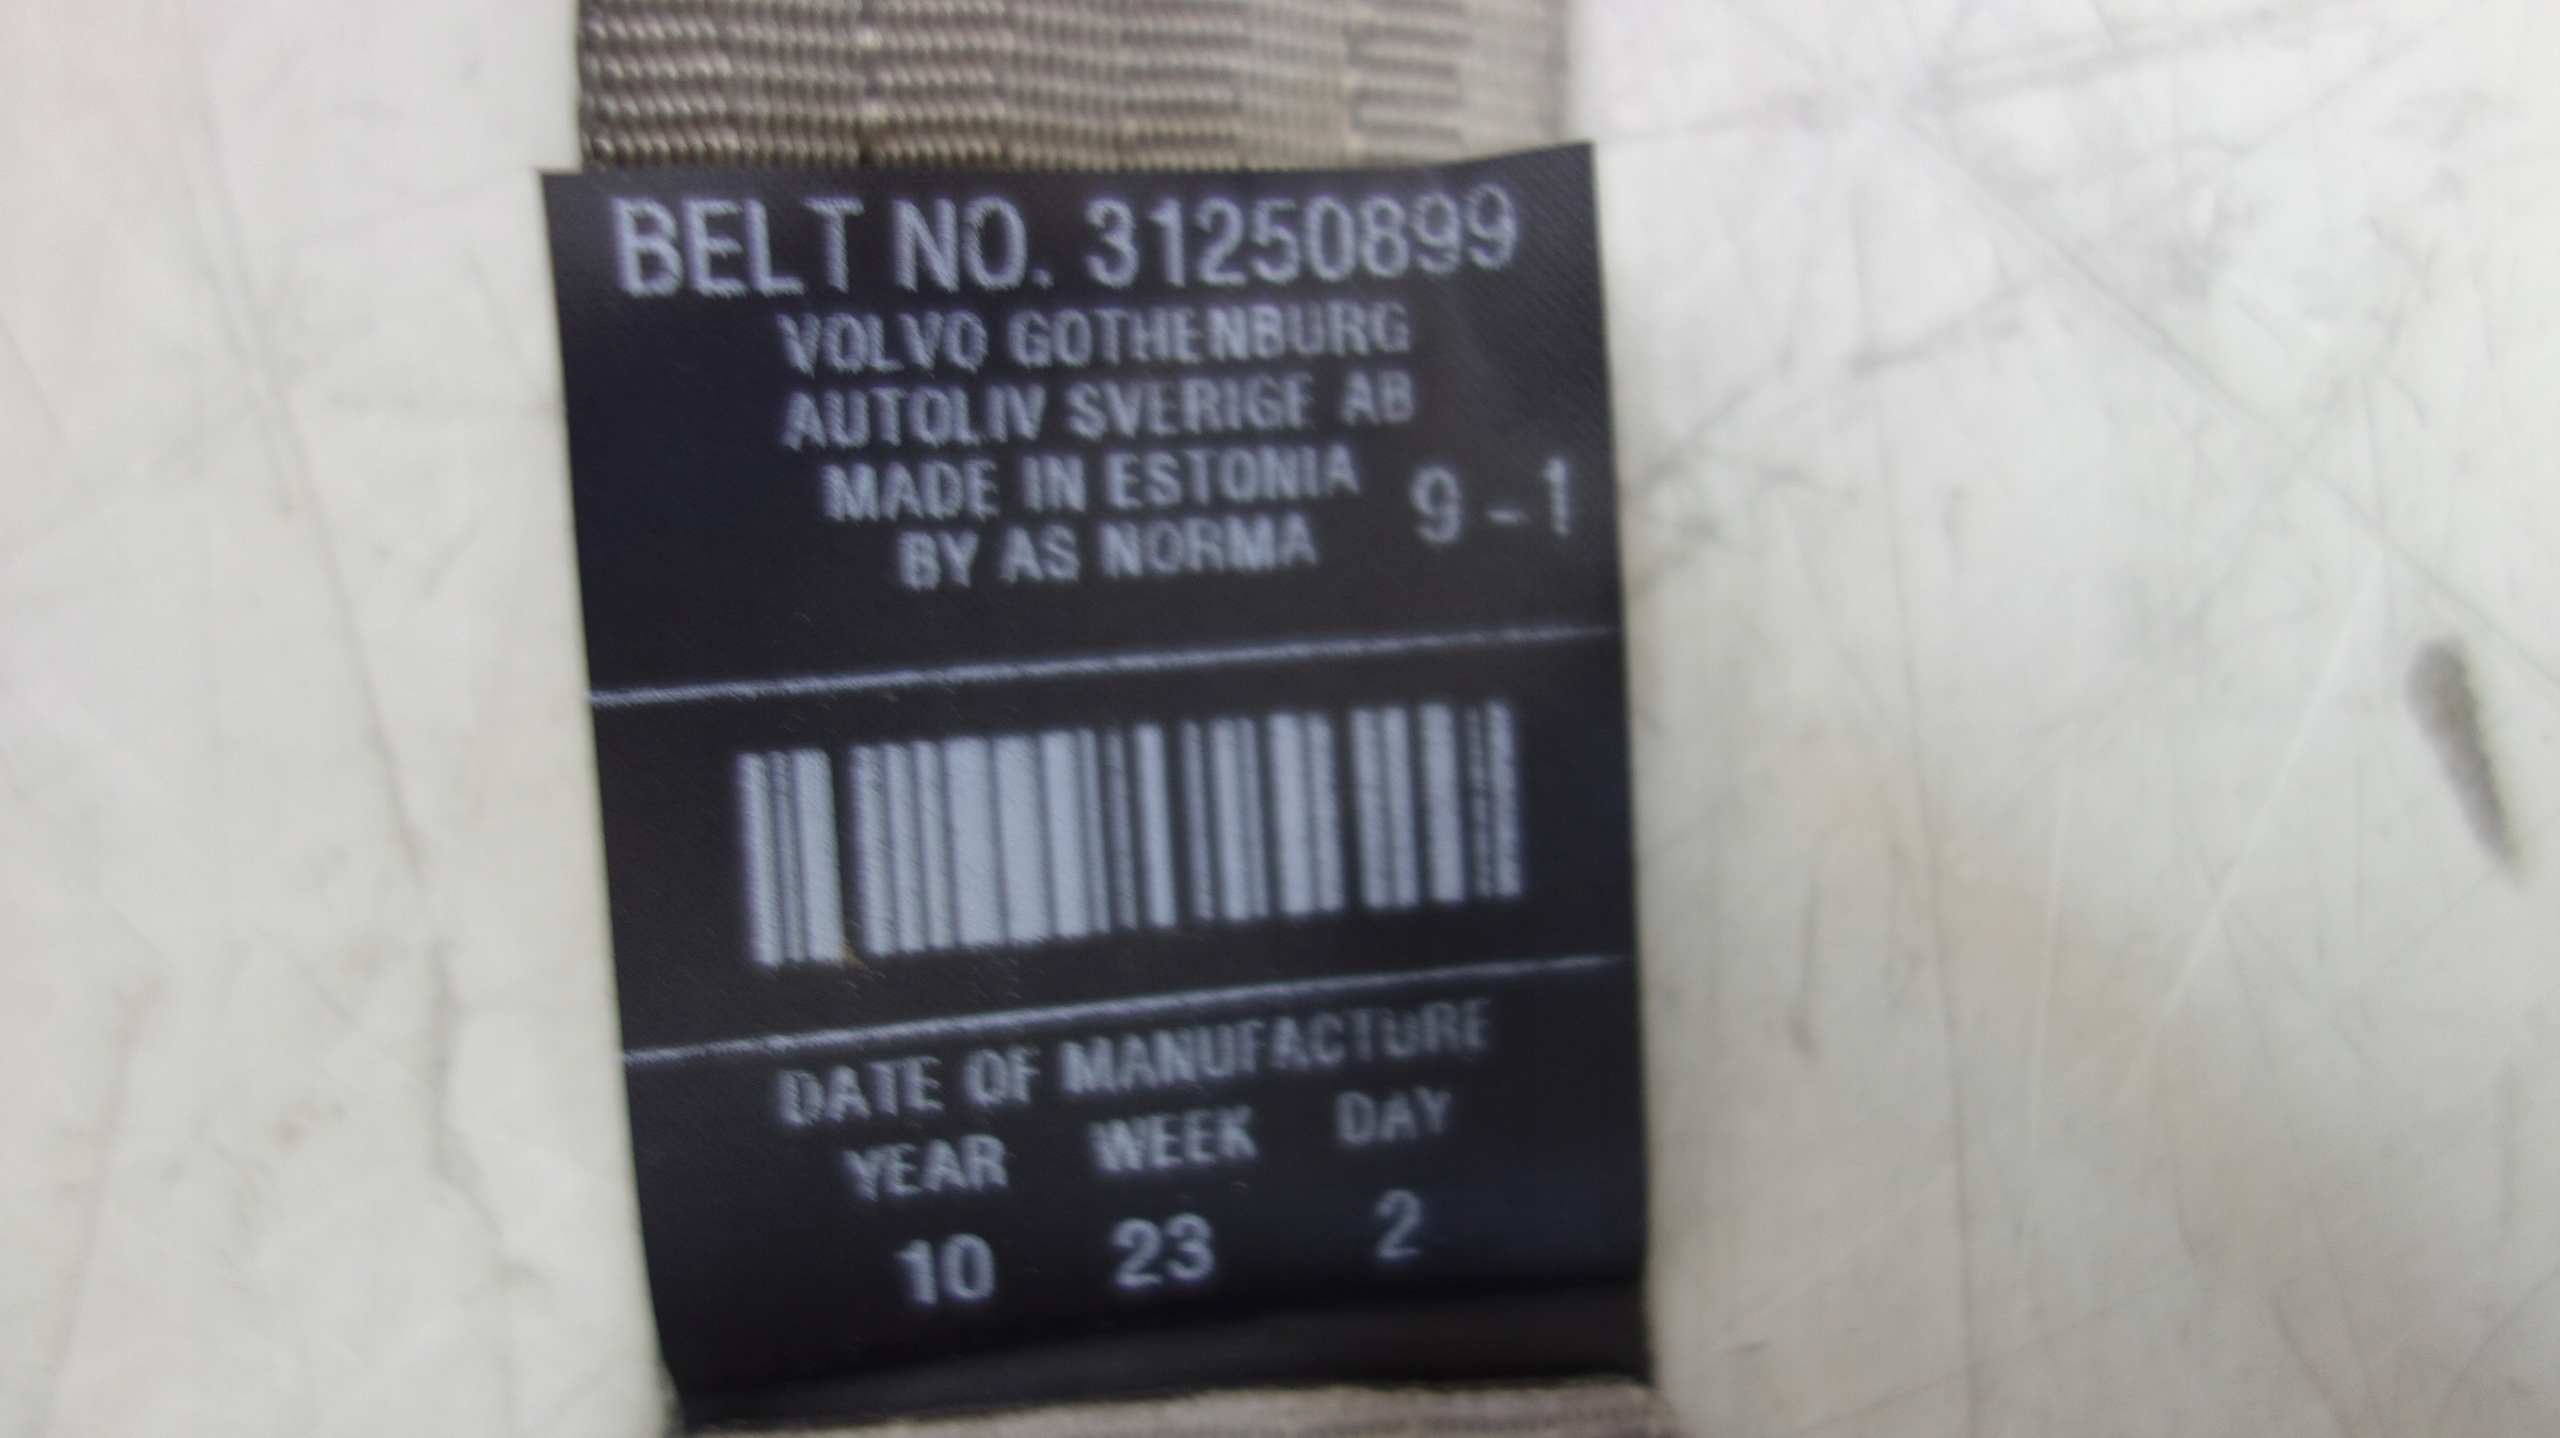 BELT NO. 31250899
VOLVO GOTHENBURG
AUTOLIV SVERIGE AB
MADE IN ESTONIA
9-1
BY AS NORMA
DATE OF MANUFACTURE
YEAR WEEK DAY
10 23 2